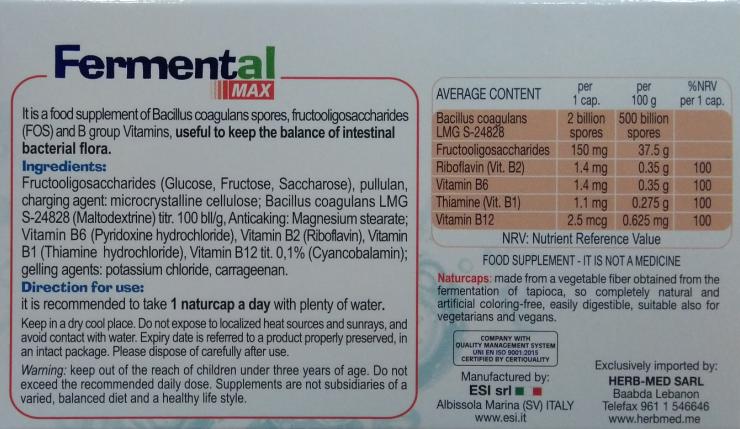 Fermental
MAX
It is a food supplement of Bacillus coagulans spores, fructooligosaccharides
(FOS) and B group Vitamins, useful to keep the balance of intestinal
bacterial flora.
Ingredients:
Fructooligosaccharides (Glucose, Fructose, Saccharose), pullulan,
charging agent: microcrystalline cellulose; Bacillus coagulans LMG
S-24828 (Maltodextrine) titr. 100 bll/g, Anticaking: Magnesium stearate;
Vitamin B6 (Pyridoxine hydrochloride), Vitamin B2 (Riboflavin), Vitamin
B1 (Thiamine hydrochloride), Vitamin B12 tit. 0,1% (Cyancobalamin);
gelling agents: potassium chloride, carrageenan.
Direction for use:
it is recommended to take 1 naturcap a day with plenty of water.
Keep in a dry cool place. Do not expose to localized heat sources and sunrays, and
avoid contact with water. Expiry date is referred to a product properly preserved, in
an intact package. Please dispose of carefully after use.
Warning: keep out of the reach of children under three years of age. Do not
exceed the recommended daily dose. Supplements are not subsidiaries of a
varied, balanced diet and a healthy life style.
AVERAGE CONTENT per 1 cap. per 100 g %NRV per 1 cap.
Bacillus coagulans LMG S-24828 2 billion spores 500 billion spores
Fructooligosaccharides 150 mg 37.5 g
Riboflavin (Vit. B2) 1.4 mg 0.35 g 100
Vitamin B6 1.4 mg 0.35 g 100
Thiamine (Vit. B1) 1.1 mg 0.275 g 100
Vitamin B12 2.5 mcg 0.625 mg 100
NRV: Nutrient Reference Value
FOOD SUPPLEMENT - IT IS NOT A MEDICINE
Naturcaps: made from a vegetable fiber obtained from the
fermentation of tapioca, so completely natural and
artificial coloring-free, easily digestible, suitable also for
vegetarians and vegans.
COMPANY WITH
QUALITY MANAGEMENT SYSTEM
UNI EN ISO 9001:2015
CERTIFIED BY CERTIQUALITY
Manufactured by:
ESI srl
Albissola Marina (SV) ITALY
www.esi.it
Exclusively imported by:
HERB-MED SARL
Baabda Lebanon
Telefax 961 1 546646
www.herbmed.me